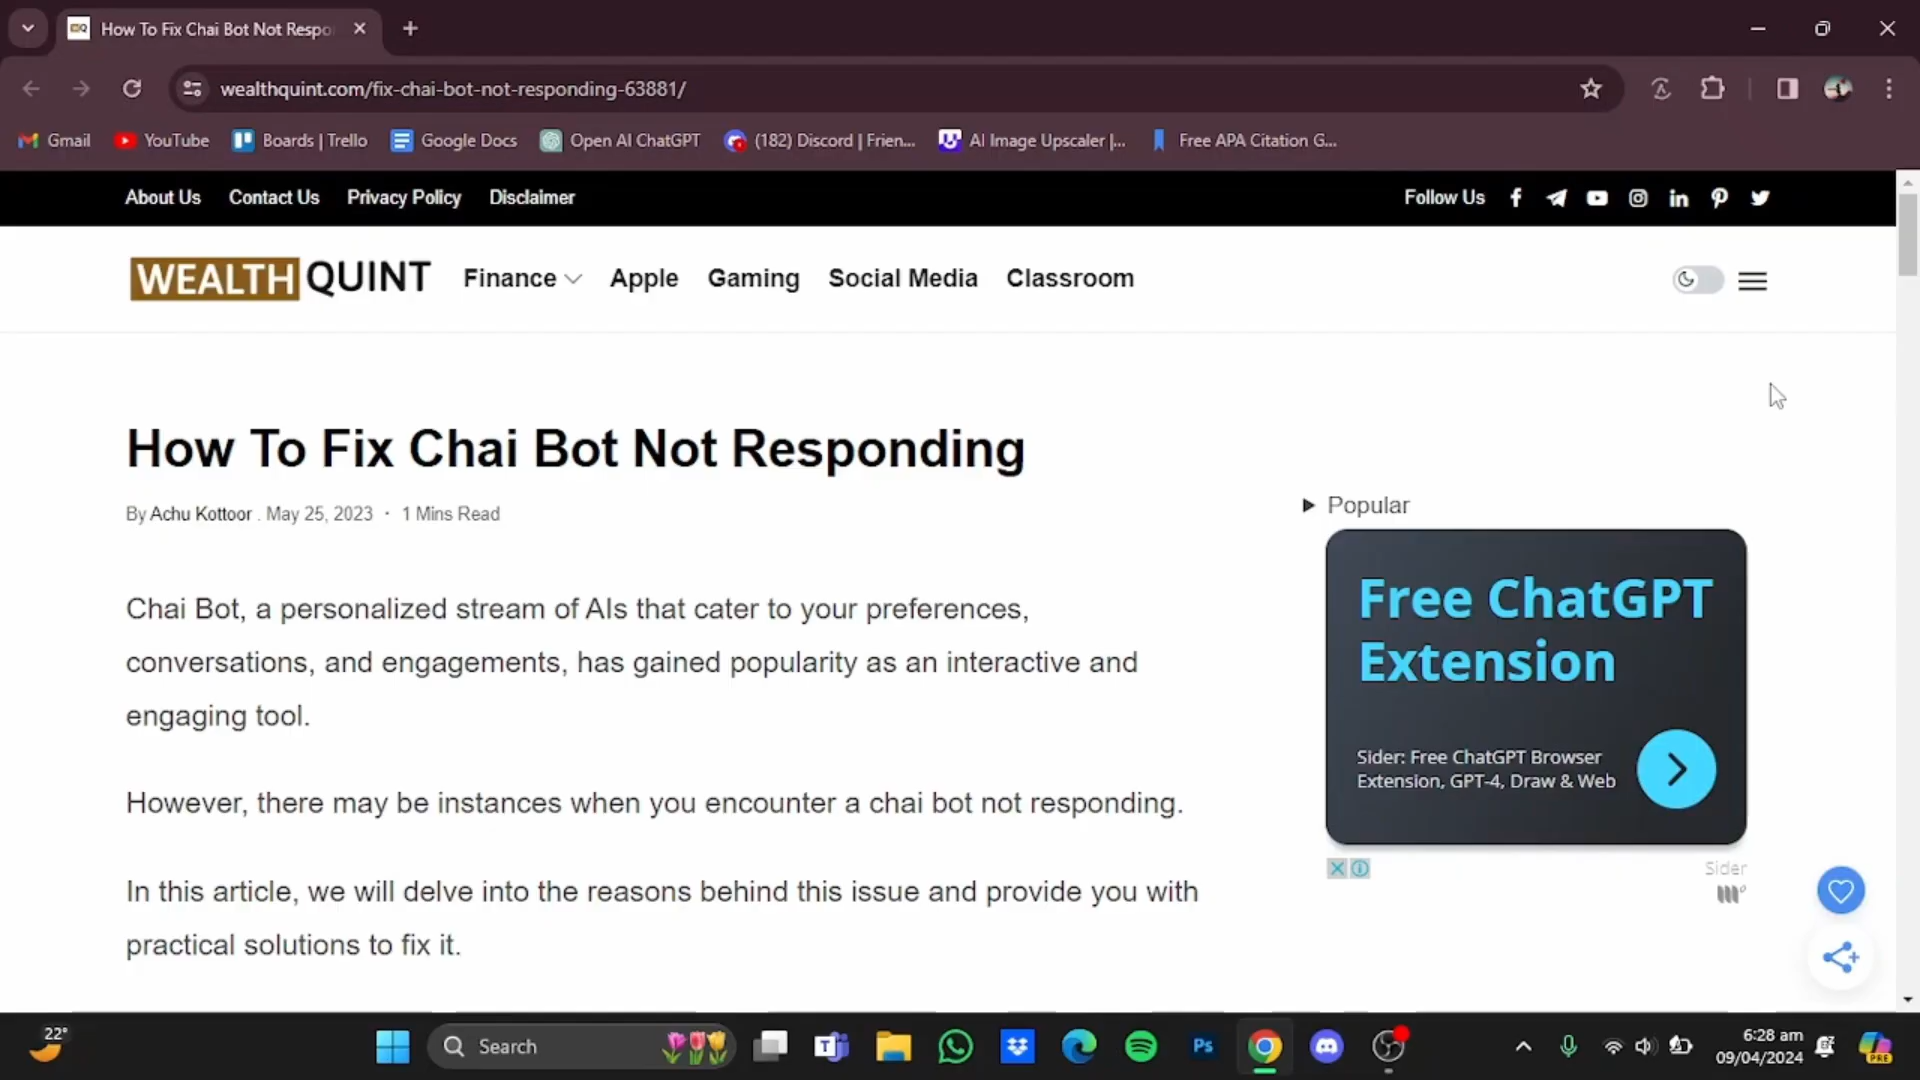 How To Fix Chai Bot Not Respo
wealthquint.com/fix-chai-bot-not-responding-63881/
Gmail YouTube Boards | Trello Google Docs Open AI ChatGPT (182) Discord | Frien... AI Image Upscaler |... Free APA Citation G...
About Us Contact Us Privacy Policy Disclaimer Follow Us
WEALTH QUINT Finance Apple Gaming Social Media Classroom
How To Fix Chai Bot Not Responding
By Achu Kottoor . May 25, 2023 · 1 Mins Read
Chai Bot, a personalized stream of AIs that cater to your preferences,
conversations, and engagements, has gained popularity as an interactive and
engaging tool.
However, there may be instances when you encounter a chai bot not responding.
In this article, we will delve into the reasons behind this issue and provide you with
practical solutions to fix it.
Popular
Free ChatGPT
Extension
Sider: Free ChatGPT Browser
Extension, GPT-4, Draw & Web
Sider
22°
Search
Ps
6:28 am
09/04/2024
PRE